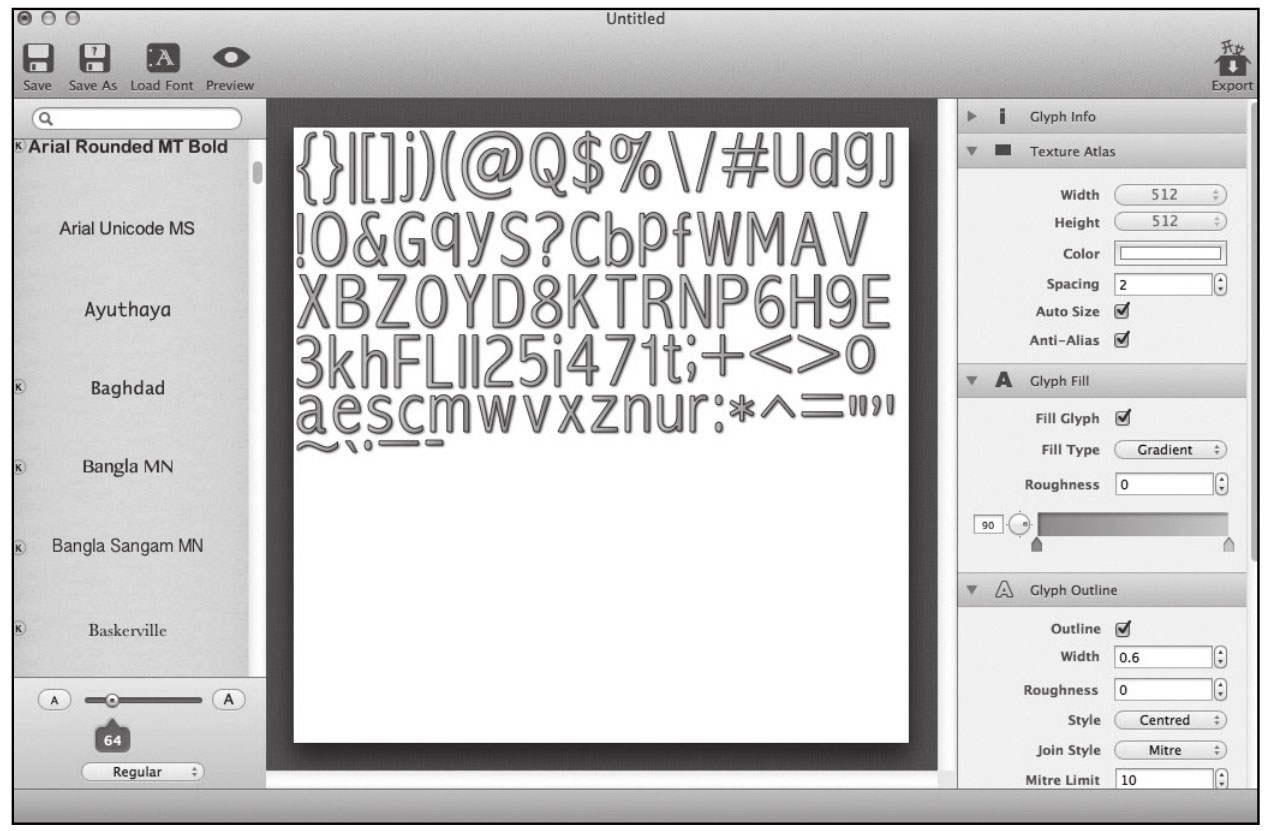 Untitled
Save Save As Load Font Preview
Export
Arial Rounded MT Bold
Arial Unicode MS
Ayuthaya
Baghdad
Bangla MN
Bangla Sangam MN
Baskerville
A A
64
Regular
{}|[]j)(@Q$%\/#UdgJ
!O&GqyS?CbpfWMAV
XBZ0YD8KTRNP6H9E
3khFLIl25i471t;+<>o
aescmwvxznur:*^=",'
~`.—-
Glyph Info
Texture Atlas
Width 512
Height 512
Color
Spacing 2
Auto Size
Anti-Alias
Glyph Fill
Fill Glyph
Fill Type Gradient
Roughness 0
90
Glyph Outline
Outline
Width 0.6
Roughness 0
Style Centred
Join Style Mitre
Mitre Limit 10